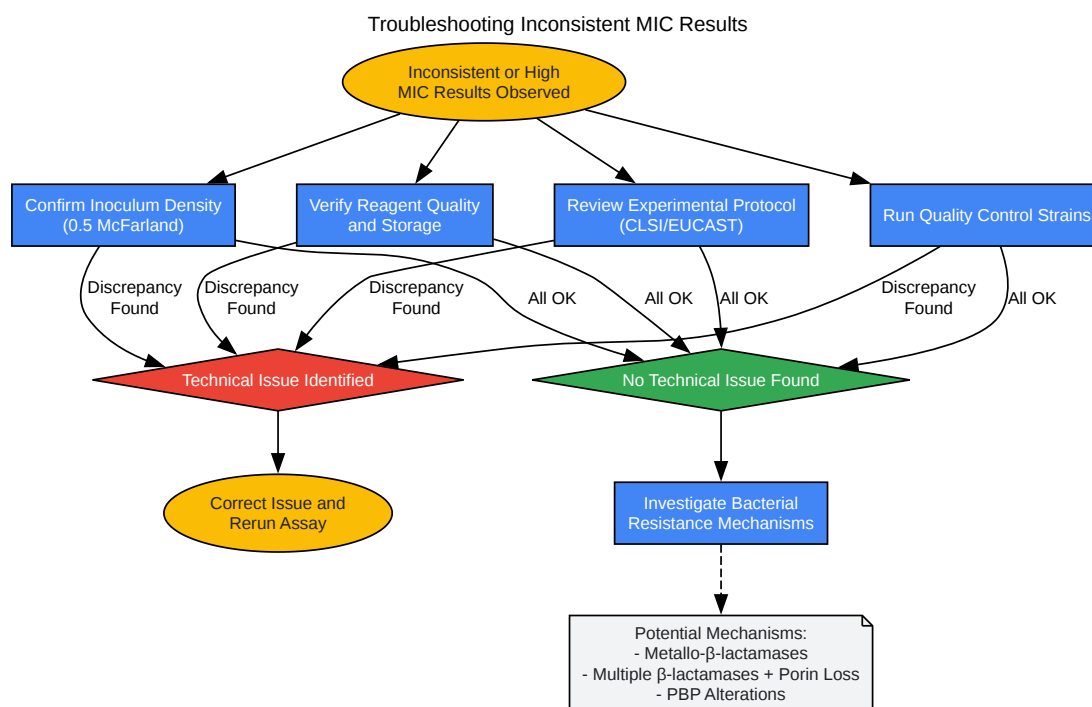 Troubleshooting Inconsistent MIC Results
Inconsistent or High
MIC Results Observed
Confirm Inoculum Density
(0.5 McFarland)
Verify Reagent Quality
and Storage
Review Experimental Protocol
(CLSI/EUCAST)
Run Quality Control Strains
Discrepancy
Found
Discrepancy
Found
Discrepancy
Found
All OK
All OK
All OK
Discrepancy
Found
All OK
Technical Issue Identified
No Technical Issue Found
Correct Issue and
Rerun Assay
Investigate Bacterial
Resistance Mechanisms
Potential Mechanisms:
- Metallo-β-lactamases
- Multiple β-lactamases + Porin Loss
- PBP Alterations